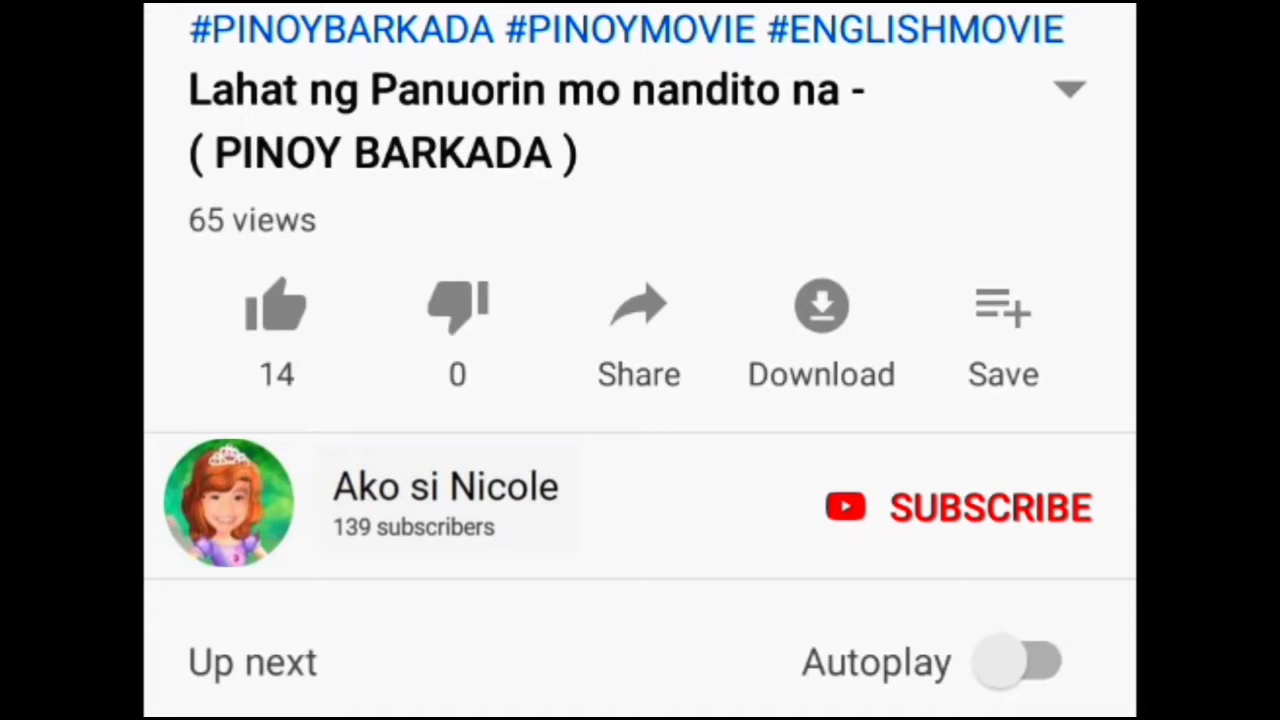 #PINOYBARKADA #PINOYMOVIE #ENGLISHMOVIE
Lahat ng Panuorin mo nandito na -
( PINOY BARKADA )
65 views
14 0 Share Download Save
Ako si Nicole
139 subscribers
SUBSCRIBE
Up next Autoplay